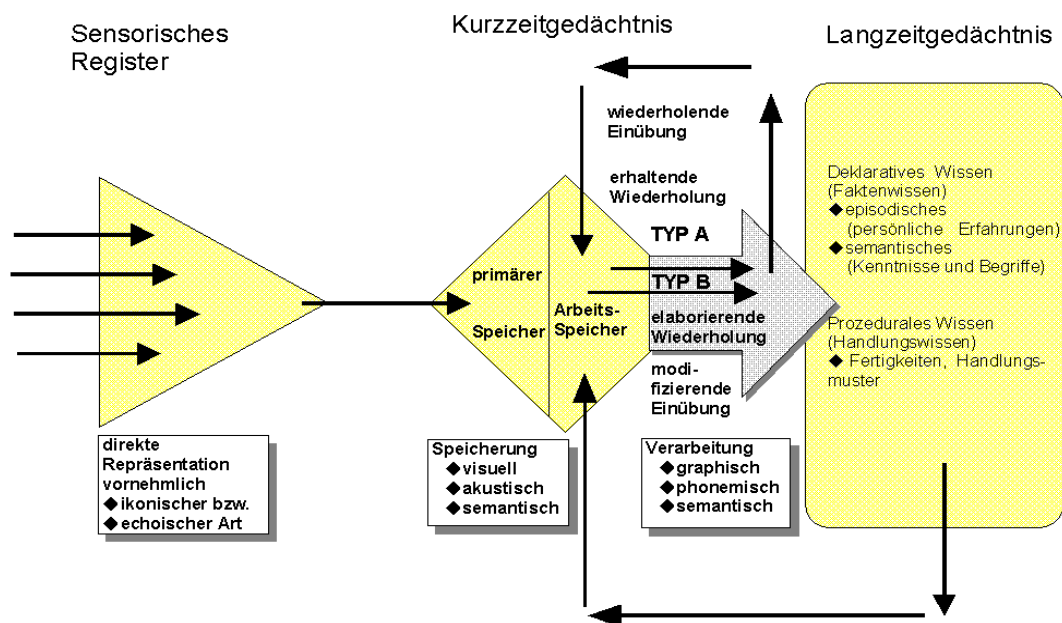 Sensorisches
Register
Kurzzeitgedächtnis
Langzeitgedächtnis
wiederholende
Einübung
erhaltende
Wiederholung
TYP A
TYP B
elaborierende
Wiederholung
modi-
fizierende
Einübung
primärer
Speicher
Arbeits-
Speicher
Deklaratives Wissen
(Faktenwissen)
◆episodisches
(persönliche Erfahrungen)
◆semantisches
(Kenntnisse und Begriffe)
Prozedurales Wissen
(Handlungswissen)
◆ Fertigkeiten, Handlungs-
muster
direkte
Repräsentation
vornehmlich
◆ikonischer bzw.
◆echoischer Art
Speicherung
◆visuell
◆akustisch
◆semantisch
Verarbeitung
◆graphisch
◆phonemisch
◆semantisch